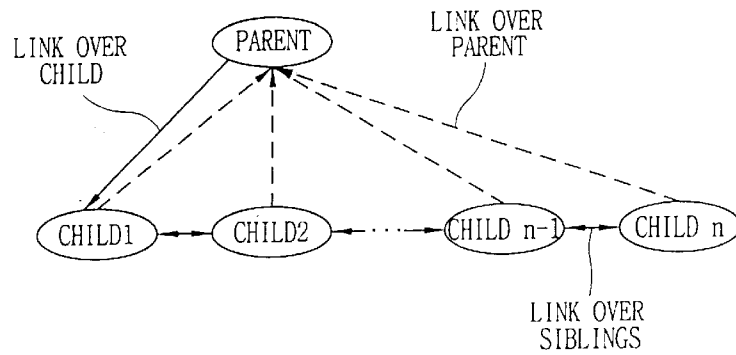 LINK OVER
CHILD
PARENT
LINK OVER
PARENT
CHILD1
CHILD2
...
CHILD n-1
CHILD n
LINK OVER
SIBLINGS